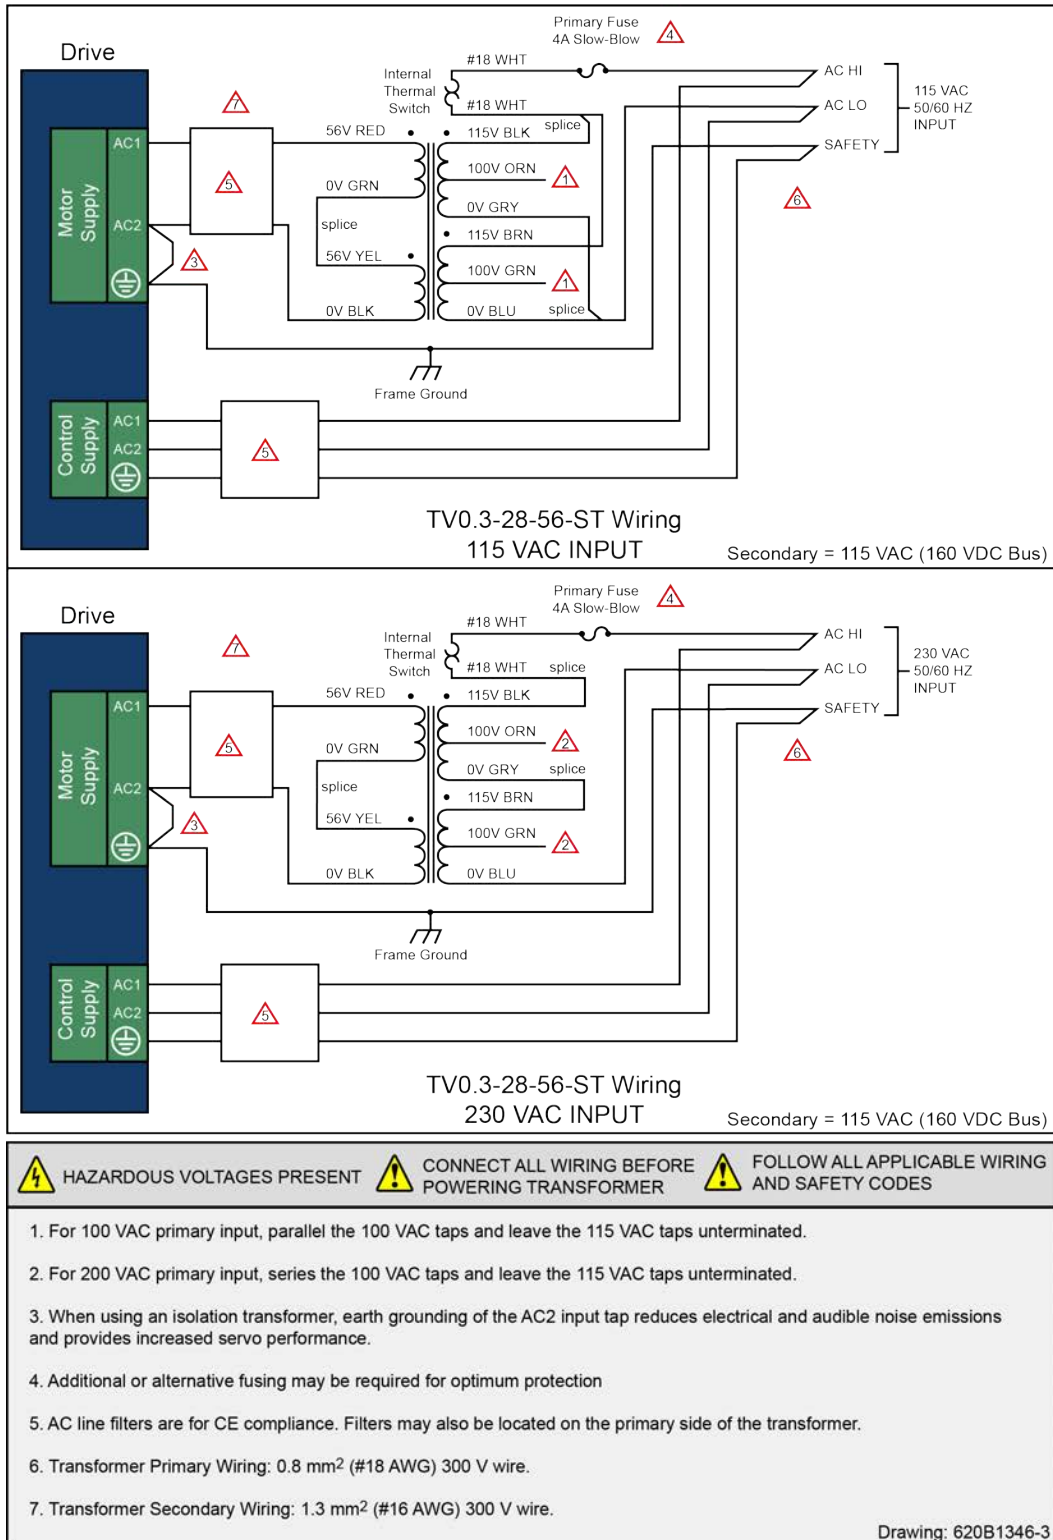 Primary Fuse
4A Slow-Blow
4
Drive
#18 WHT
AC HI
Internal
Thermal
Switch
115 VAC
50/60 HZ
INPUT
7
#18 WHT
AC LO
splice
AC1
56V RED
115V BLK
SAFETY
5
100V ORN
1
0V GRN
6
Motor
Supply
0V GRY
AC2
splice
115V BRN
3
56V YEL
100V GRN
1
0V BLK
0V BLU
splice
Frame Ground
Control
Supply
AC1
AC2
5
TV0.3-28-56-ST Wiring
115 VAC INPUT
Secondary = 115 VAC (160 VDC Bus)
Primary Fuse
4A Slow-Blow
4
Drive
#18 WHT
AC HI
Internal
Thermal
Switch
230 VAC
50/60 HZ
INPUT
7
#18 WHT
splice
AC LO
AC1
56V RED
115V BLK
SAFETY
5
100V ORN
2
0V GRN
6
Motor
Supply
0V GRY
splice
AC2
splice
115V BRN
3
56V YEL
100V GRN
2
0V BLK
0V BLU
Frame Ground
Control
Supply
AC1
AC2
5
TV0.3-28-56-ST Wiring
230 VAC INPUT
Secondary = 115 VAC (160 VDC Bus)
HAZARDOUS VOLTAGES PRESENT
CONNECT ALL WIRING BEFORE
POWERING TRANSFORMER
FOLLOW ALL APPLICABLE WIRING
AND SAFETY CODES
1. For 100 VAC primary input, parallel the 100 VAC taps and leave the 115 VAC taps unterminated.
2. For 200 VAC primary input, series the 100 VAC taps and leave the 115 VAC taps unterminated.
3. When using an isolation transformer, earth grounding of the AC2 input tap reduces electrical and audible noise emissions
and provides increased servo performance.
4. Additional or alternative fusing may be required for optimum protection
5. AC line filters are for CE compliance. Filters may also be located on the primary side of the transformer.
6. Transformer Primary Wiring: 0.8 mm² (#18 AWG) 300 V wire.
7. Transformer Secondary Wiring: 1.3 mm² (#16 AWG) 300 V wire.
Drawing: 620B1346-3